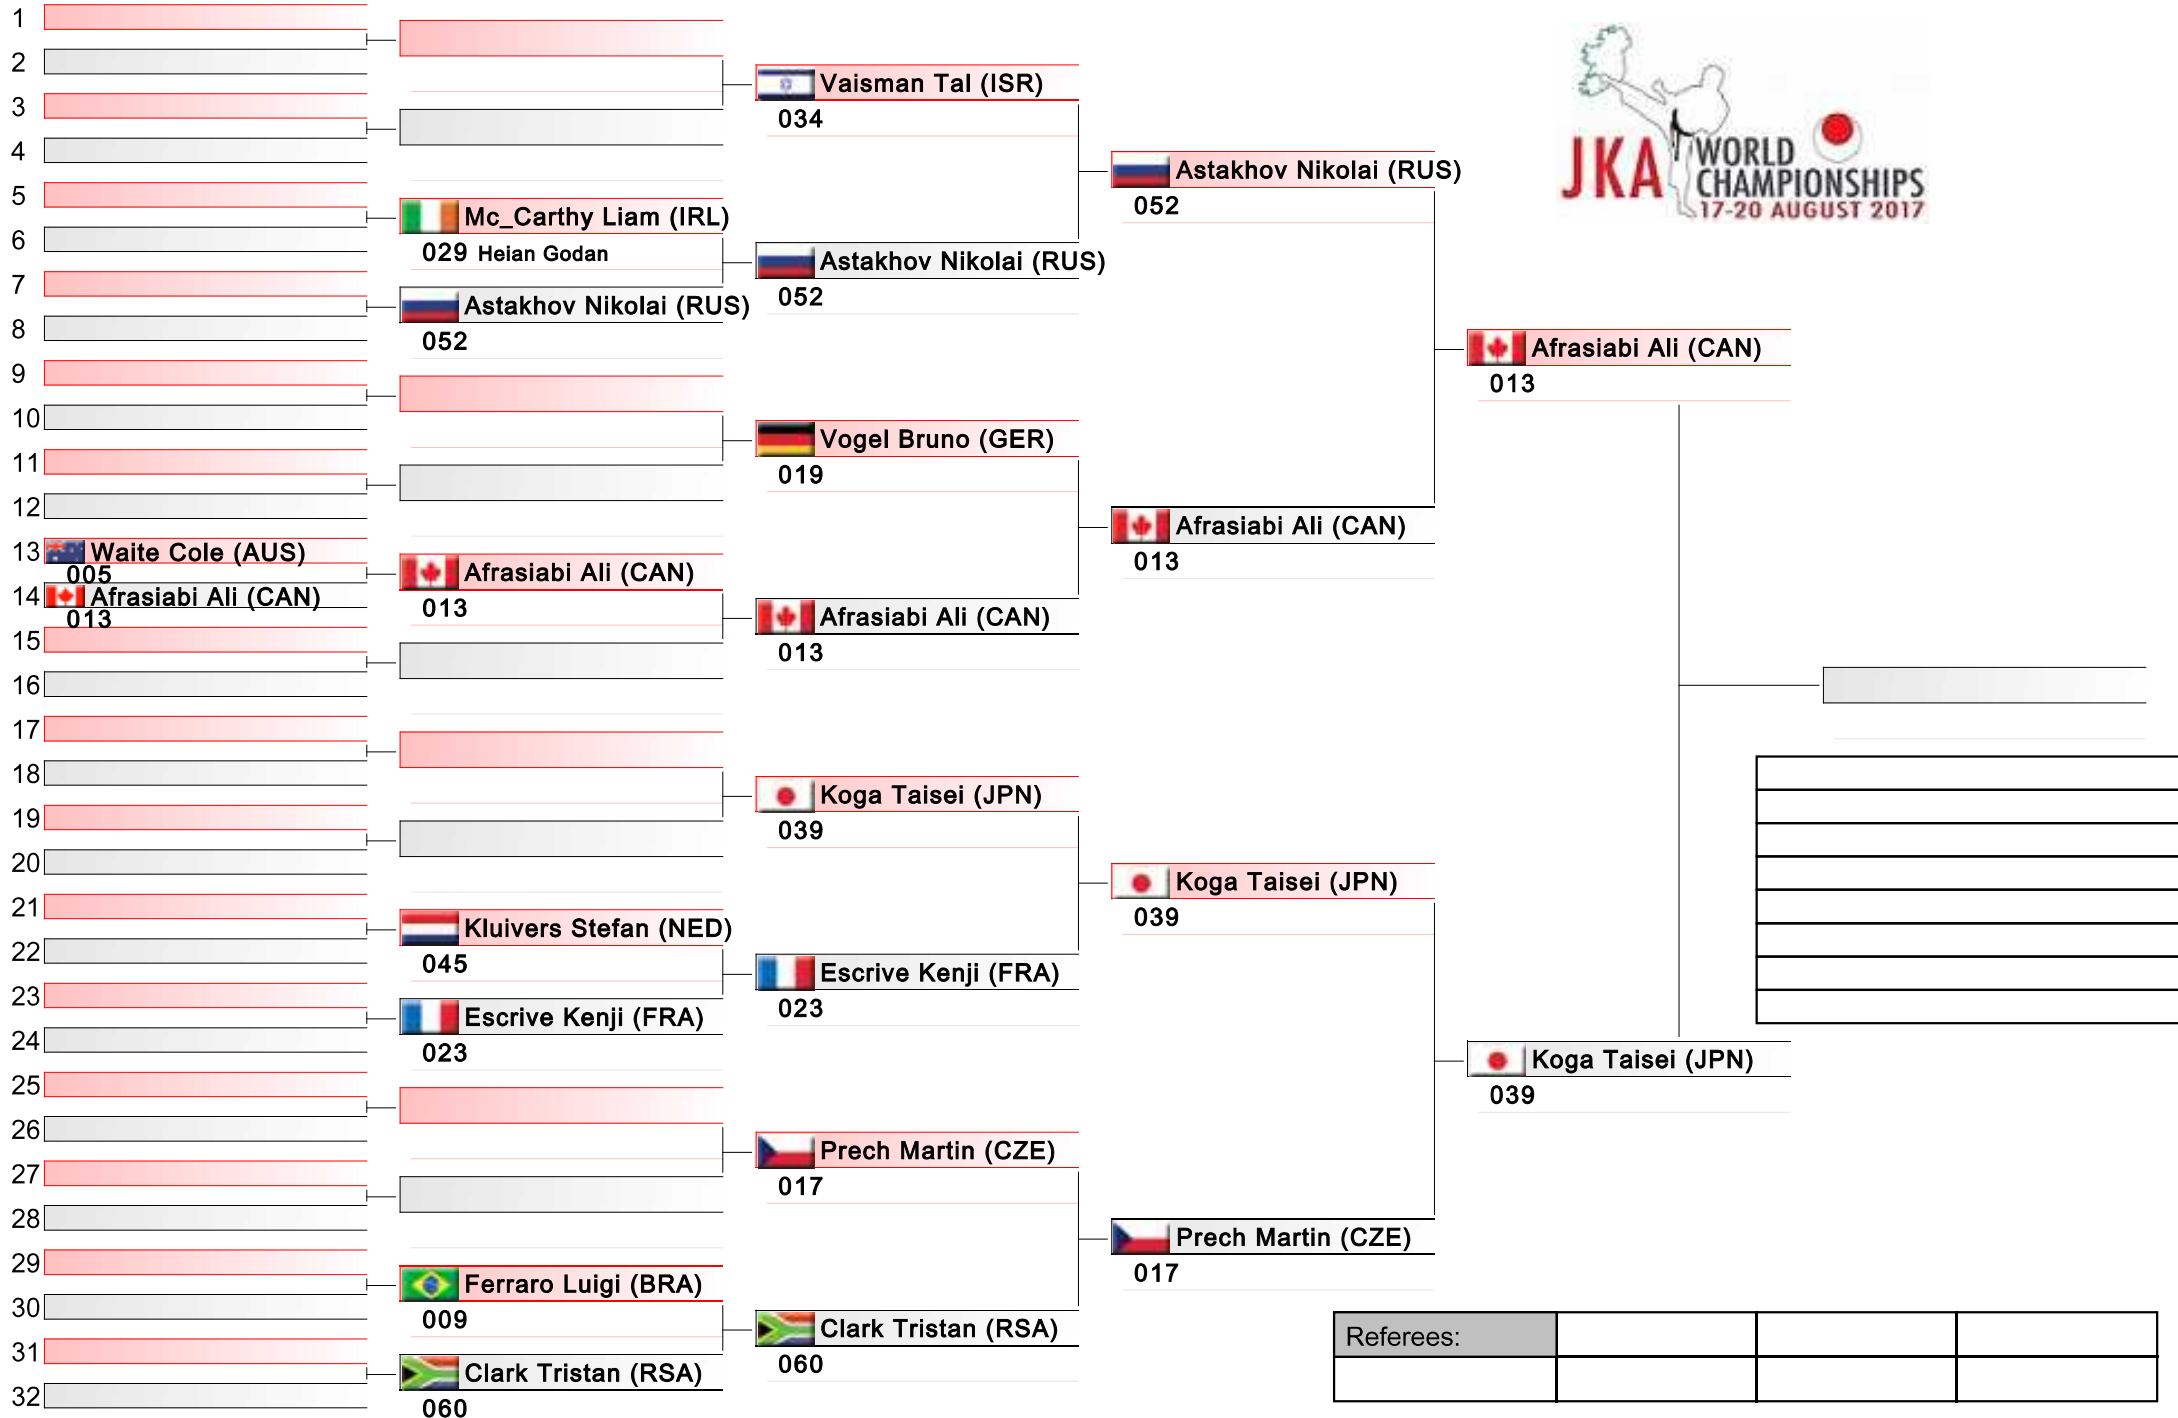 1
2
3
4
5
6
7
8
9
10
11
12
13 Waite Cole (AUS)
005
14 Afrasiabi Ali (CAN)
013
15
16
17
18
19
20
21
22
23
24
25
26
27
28
29
30
31
32
Mc_Carthy Liam (IRL)
029 Heian Godan
Astakhov Nikolai (RUS)
052
Afrasiabi Ali (CAN)
013
Kluivers Stefan (NED)
045
Escrive Kenji (FRA)
023
Ferraro Luigi (BRA)
009
Clark Tristan (RSA)
060
Vaisman Tal (ISR)
034
Astakhov Nikolai (RUS)
052
Vogel Bruno (GER)
019
Afrasiabi Ali (CAN)
013
Koga Taisei (JPN)
039
Escrive Kenji (FRA)
023
Prech Martin (CZE)
017
Clark Tristan (RSA)
060
Astakhov Nikolai (RUS)
052
Afrasiabi Ali (CAN)
013
Koga Taisei (JPN)
039
Prech Martin (CZE)
017
Afrasiabi Ali (CAN)
013
Koga Taisei (JPN)
039
JKA WORLD
CHAMPIONSHIPS
17-20 AUGUST 2017
Referees: